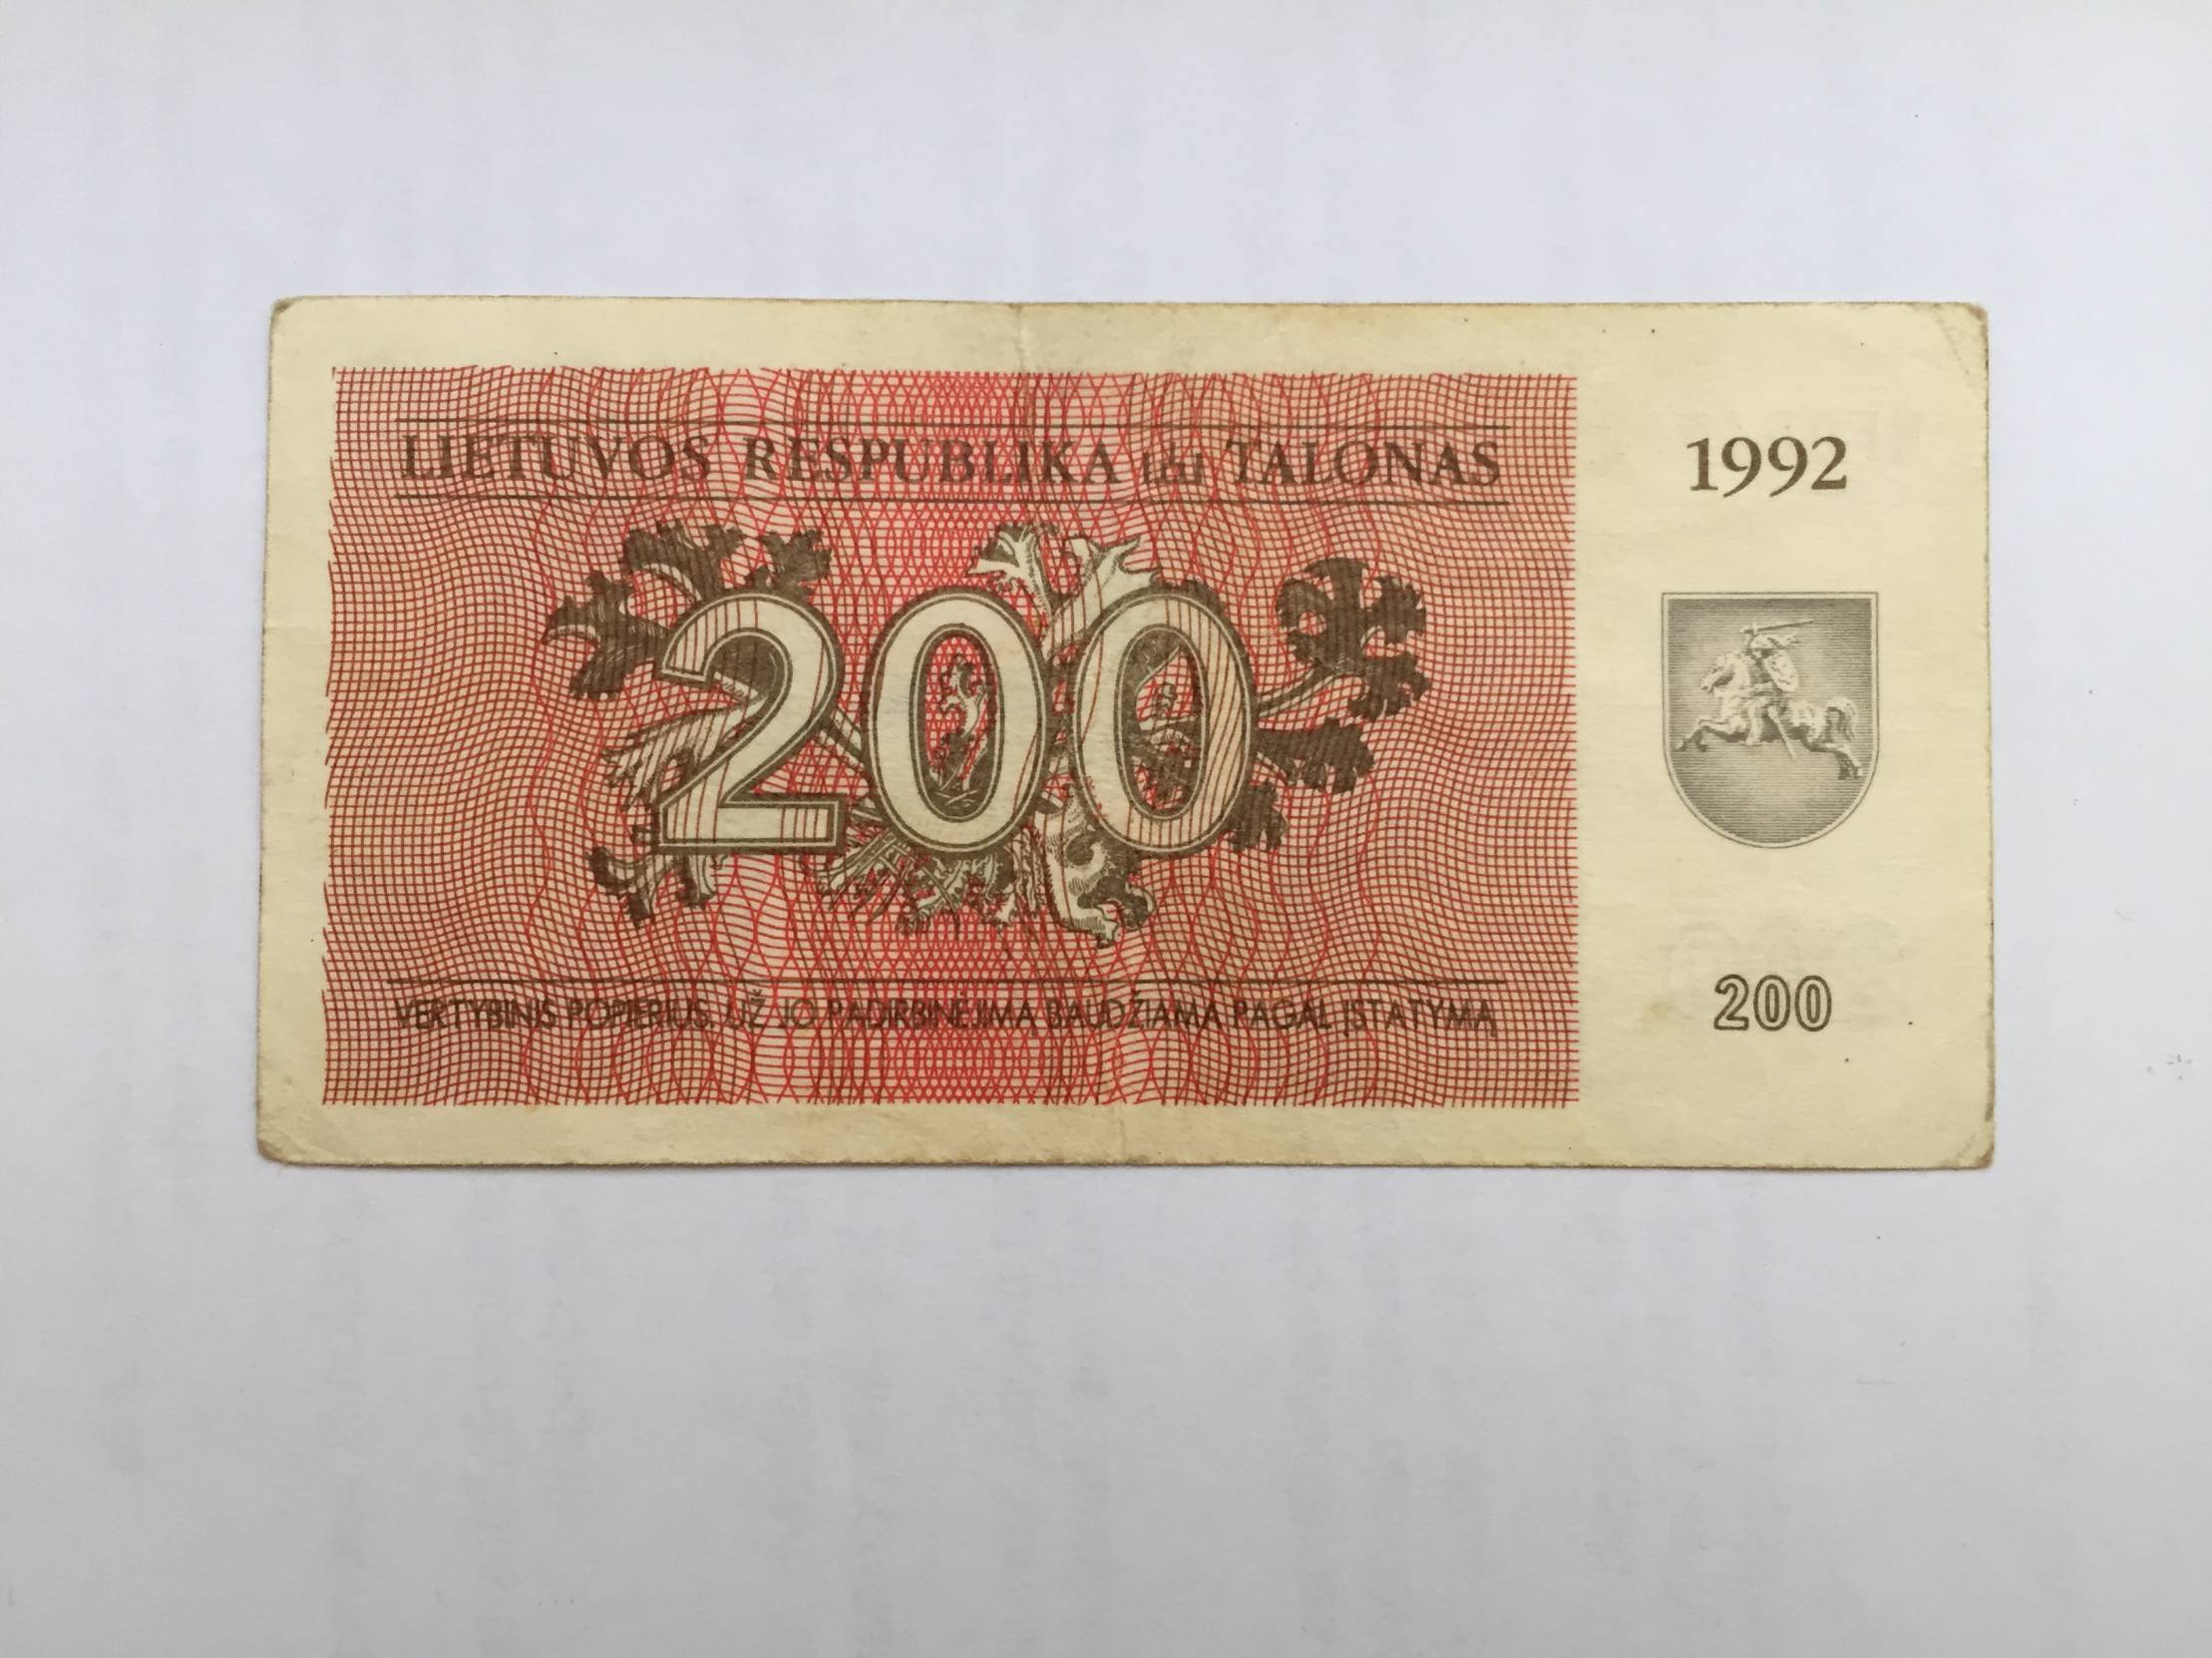 LIETUVOS RESPUBLIKA
TALONAS
1992
200
200
VERTYBINIS POPIERIUS. UŽ JO PADIRBINĖJIMĄ BAUDŽIAMA PAGAL ĮSTATYMĄ